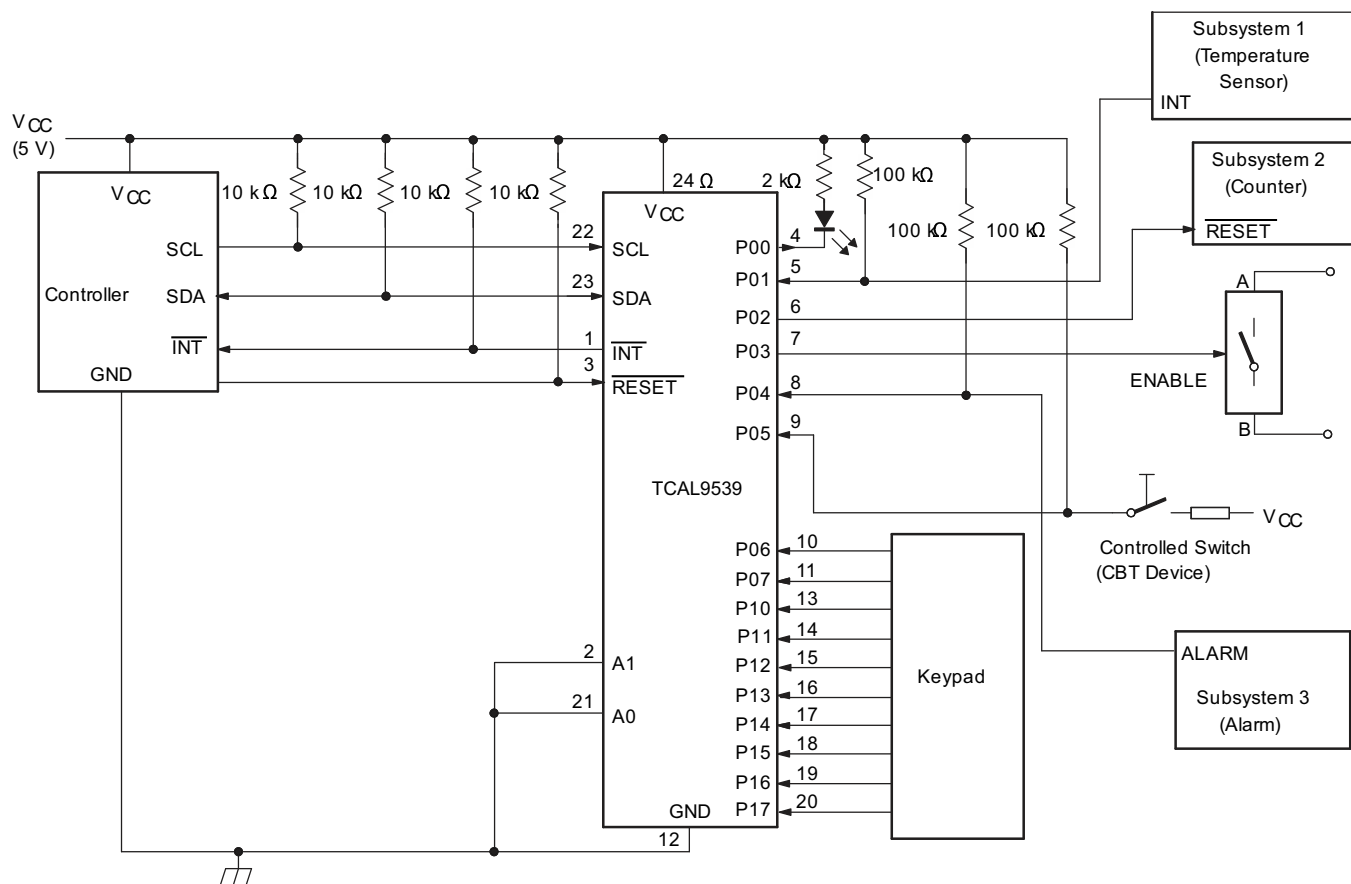 Subsystem 1
(Temperature
Sensor)
INT
VCC
(5 V)
VCC
10 kΩ
10 kΩ
10 kΩ
10 kΩ
24 Ω
VCC
2 kΩ
100 kΩ
100 kΩ
100 kΩ
Subsystem 2
(Counter)
RESET
SCL
22
SCL
P00
4
Controller
SDA
23
SDA
P01
5
P02
6
INT
1
INT
P03
7
A
ENABLE
B
GND
3
RESET
P04
8
P05
9
TCAL9539
VCC
Controlled Switch
(CBT Device)
P06
10
P07
11
P10
13
P11
14
P12
15
P13
16
P14
17
P15
18
P16
19
P17
20
Keypad
2
A1
21
A0
GND
12
ALARM
Subsystem 3
(Alarm)